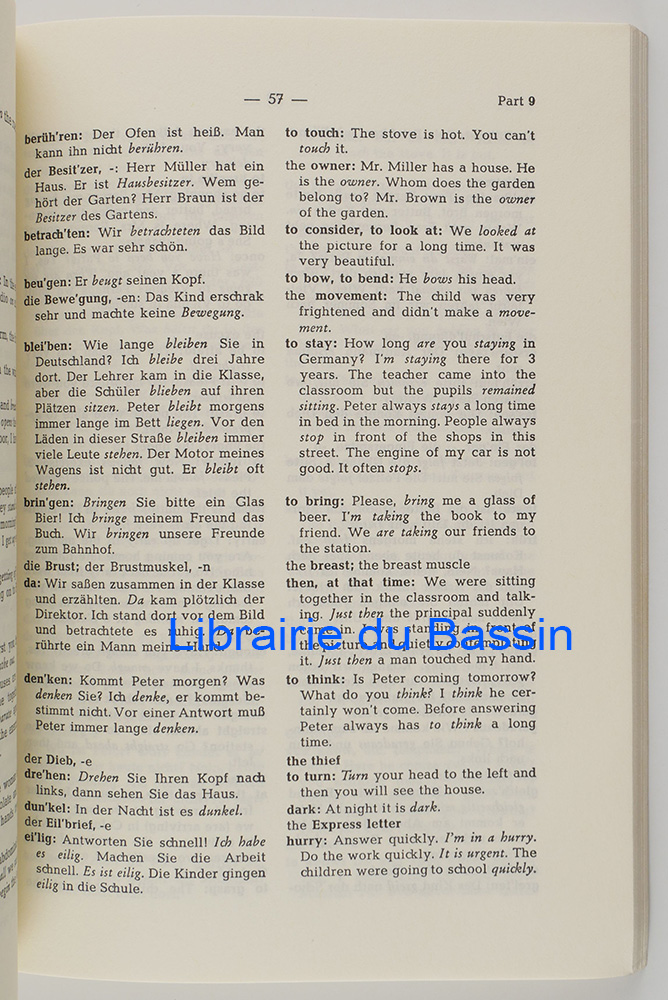 — 57 —
Part 9
berüh'ren: Der Ofen ist heiß. Man
kann ihn nicht berühren.
der Besit'zer, -: Herr Müller hat ein
Haus. Er ist Hausbesitzer. Wem ge-
hört der Garten? Herr Braun ist der
Besitzer des Gartens.
betrach'ten: Wir betrachteten das Bild
lange. Es war sehr schön.
beu'gen: Er beugt seinen Kopf.
die Bewe'gung, -en: Das Kind erschrak
sehr und machte keine Bewegung.
blei'ben: Wie lange bleiben Sie in
Deutschland? Ich bleibe drei Jahre
dort. Der Lehrer kam in die Klasse,
aber die Schüler blieben auf ihren
Plätzen sitzen. Peter bleibt morgens
immer lange im Bett liegen. Vor den
Läden in dieser Straße bleiben immer
viele Leute stehen. Der Motor meines
Wagens ist nicht gut. Er bleibt oft
stehen.
brin'gen: Bringen Sie bitte ein Glas
Bier! Ich bringe meinem Freund das
Buch. Wir bringen unsere Freunde
zum Bahnhof.
die Brust; der Brustmuskel, -n
da: Wir saßen zusammen in der Klasse
und erzählten. Da kam plötzlich der
Direktor. Ich stand dort vor dem Bild
und betrachtete es ruhig. Da be-
rührte ein Mann meine Hand.
den'ken: Kommt Peter morgen? Was
denken Sie? Ich denke, er kommt be-
stimmt nicht. Vor einer Antwort muß
Peter immer lange denken.
der Dieb, -e
dre'hen: Drehen Sie Ihren Kopf nach
links, dann sehen Sie das Haus.
dun'kel: In der Nacht ist es dunkel.
der Eil'brief, -e
ei'lig: Antworten Sie schnell! Ich habe
es eilig. Machen Sie die Arbeit
schnell. Es ist eilig. Die Kinder gingen
eilig in die Schule.
to touch: The stove is hot. You can't
touch it.
the owner: Mr. Miller has a house. He
is the owner. Whom does the garden
belong to? Mr. Brown is the owner
of the garden.
to consider, to look at: We looked at
the picture for a long time. It was
very beautiful.
to bow, to bend: He bows his head.
the movement: The child was very
frightened and didn't make a move-
ment.
to stay: How long are you staying in
Germany? I'm staying there for 3
years. The teacher came into the
classroom but the pupils remained
sitting. Peter always stays a long time
in bed in the morning. People always
stop in front of the shops in this
street. The engine of my car is not
good. It often stops.
to bring: Please, bring me a glass of
beer. I'm taking the book to my
friend. We are taking our friends to
the station.
the breast; the breast muscle
then, at that time: We were sitting
together in the classroom and talk-
ing. Just then the principal suddenly
came in. I was standing in front of
the picture and quietly contemplating
it. Just then a man touched my hand.
to think: Is Peter coming tomorrow?
What do you think? I think he cer-
tainly won't come. Before answering
Peter always has to think a long
time.
the thief
to turn: Turn your head to the left and
then you will see the house.
dark: At night it is dark.
the Express letter
hurry: Answer quickly. I'm in a hurry.
Do the work quickly. It is urgent. The
children were going to school quickly.
Librairie du Bassin